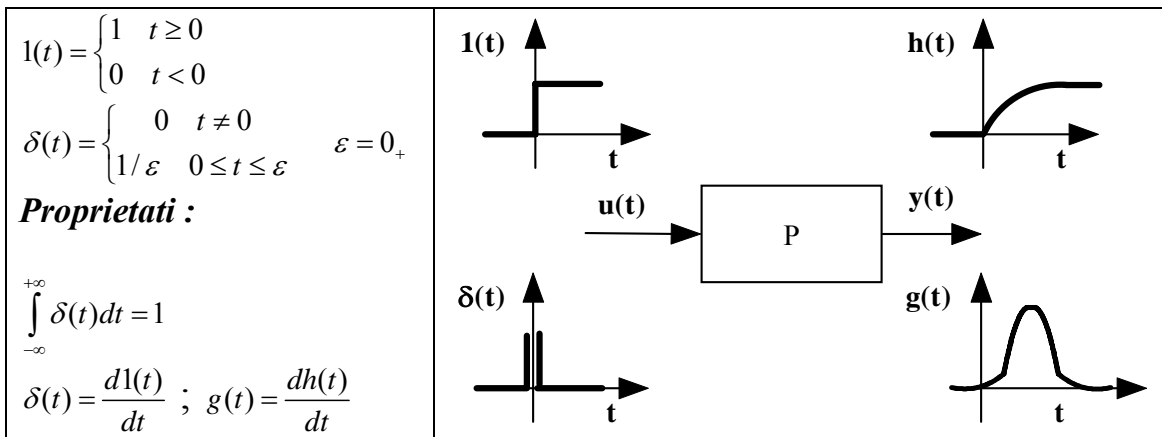 1(t) = { 1 t ≥ 0
0 t < 0
δ(t) = { 0 t ≠ 0
1/ε 0 ≤ t ≤ ε ε = 0₊
Proprietati :
∫_{−∞}^{+∞} δ(t)dt = 1
δ(t) = d1(t)/dt ; g(t) = dh(t)/dt
1(t)
t
h(t)
t
u(t)
P
y(t)
δ(t)
t
g(t)
t